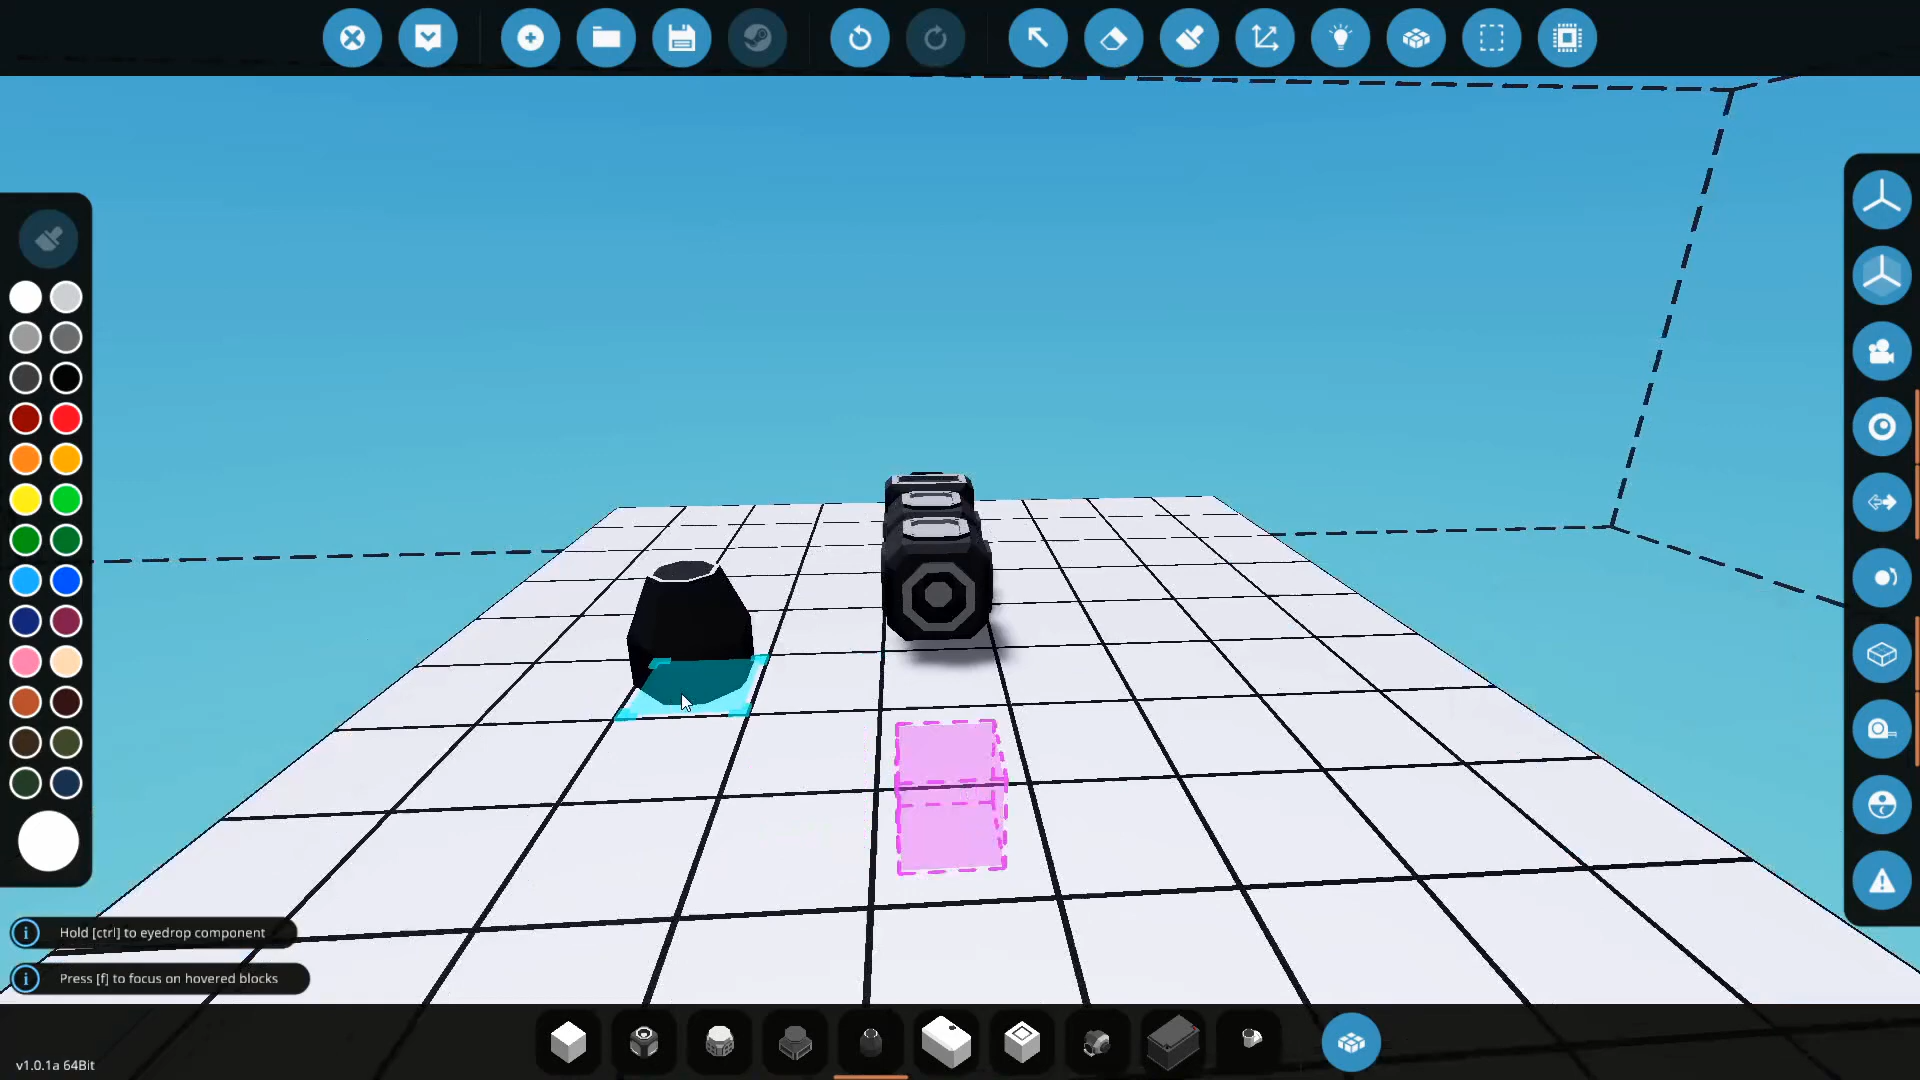 Hold [ctrl] to eyedrop component
Press [f] to focus on hovered blocks
v1.0.1a 64Bit